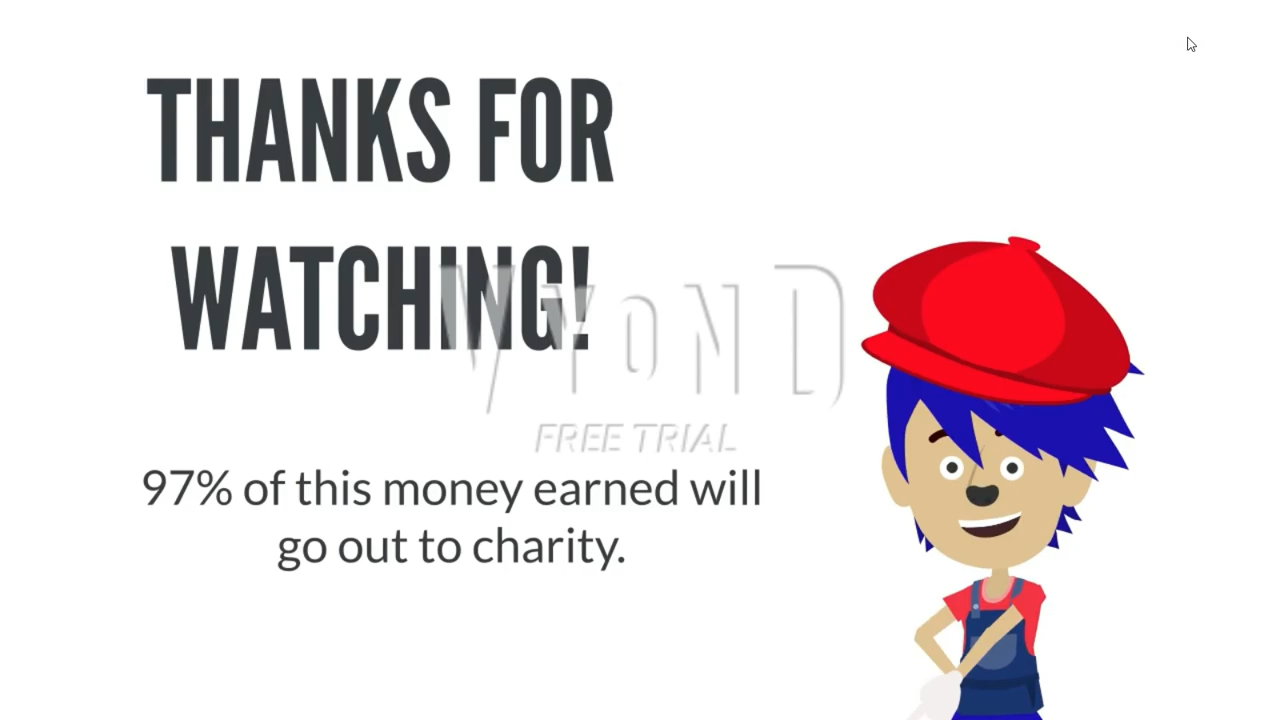 THANKS FOR
WATCHING!
VYOND
FREE TRIAL
97% of this money earned will
go out to charity.